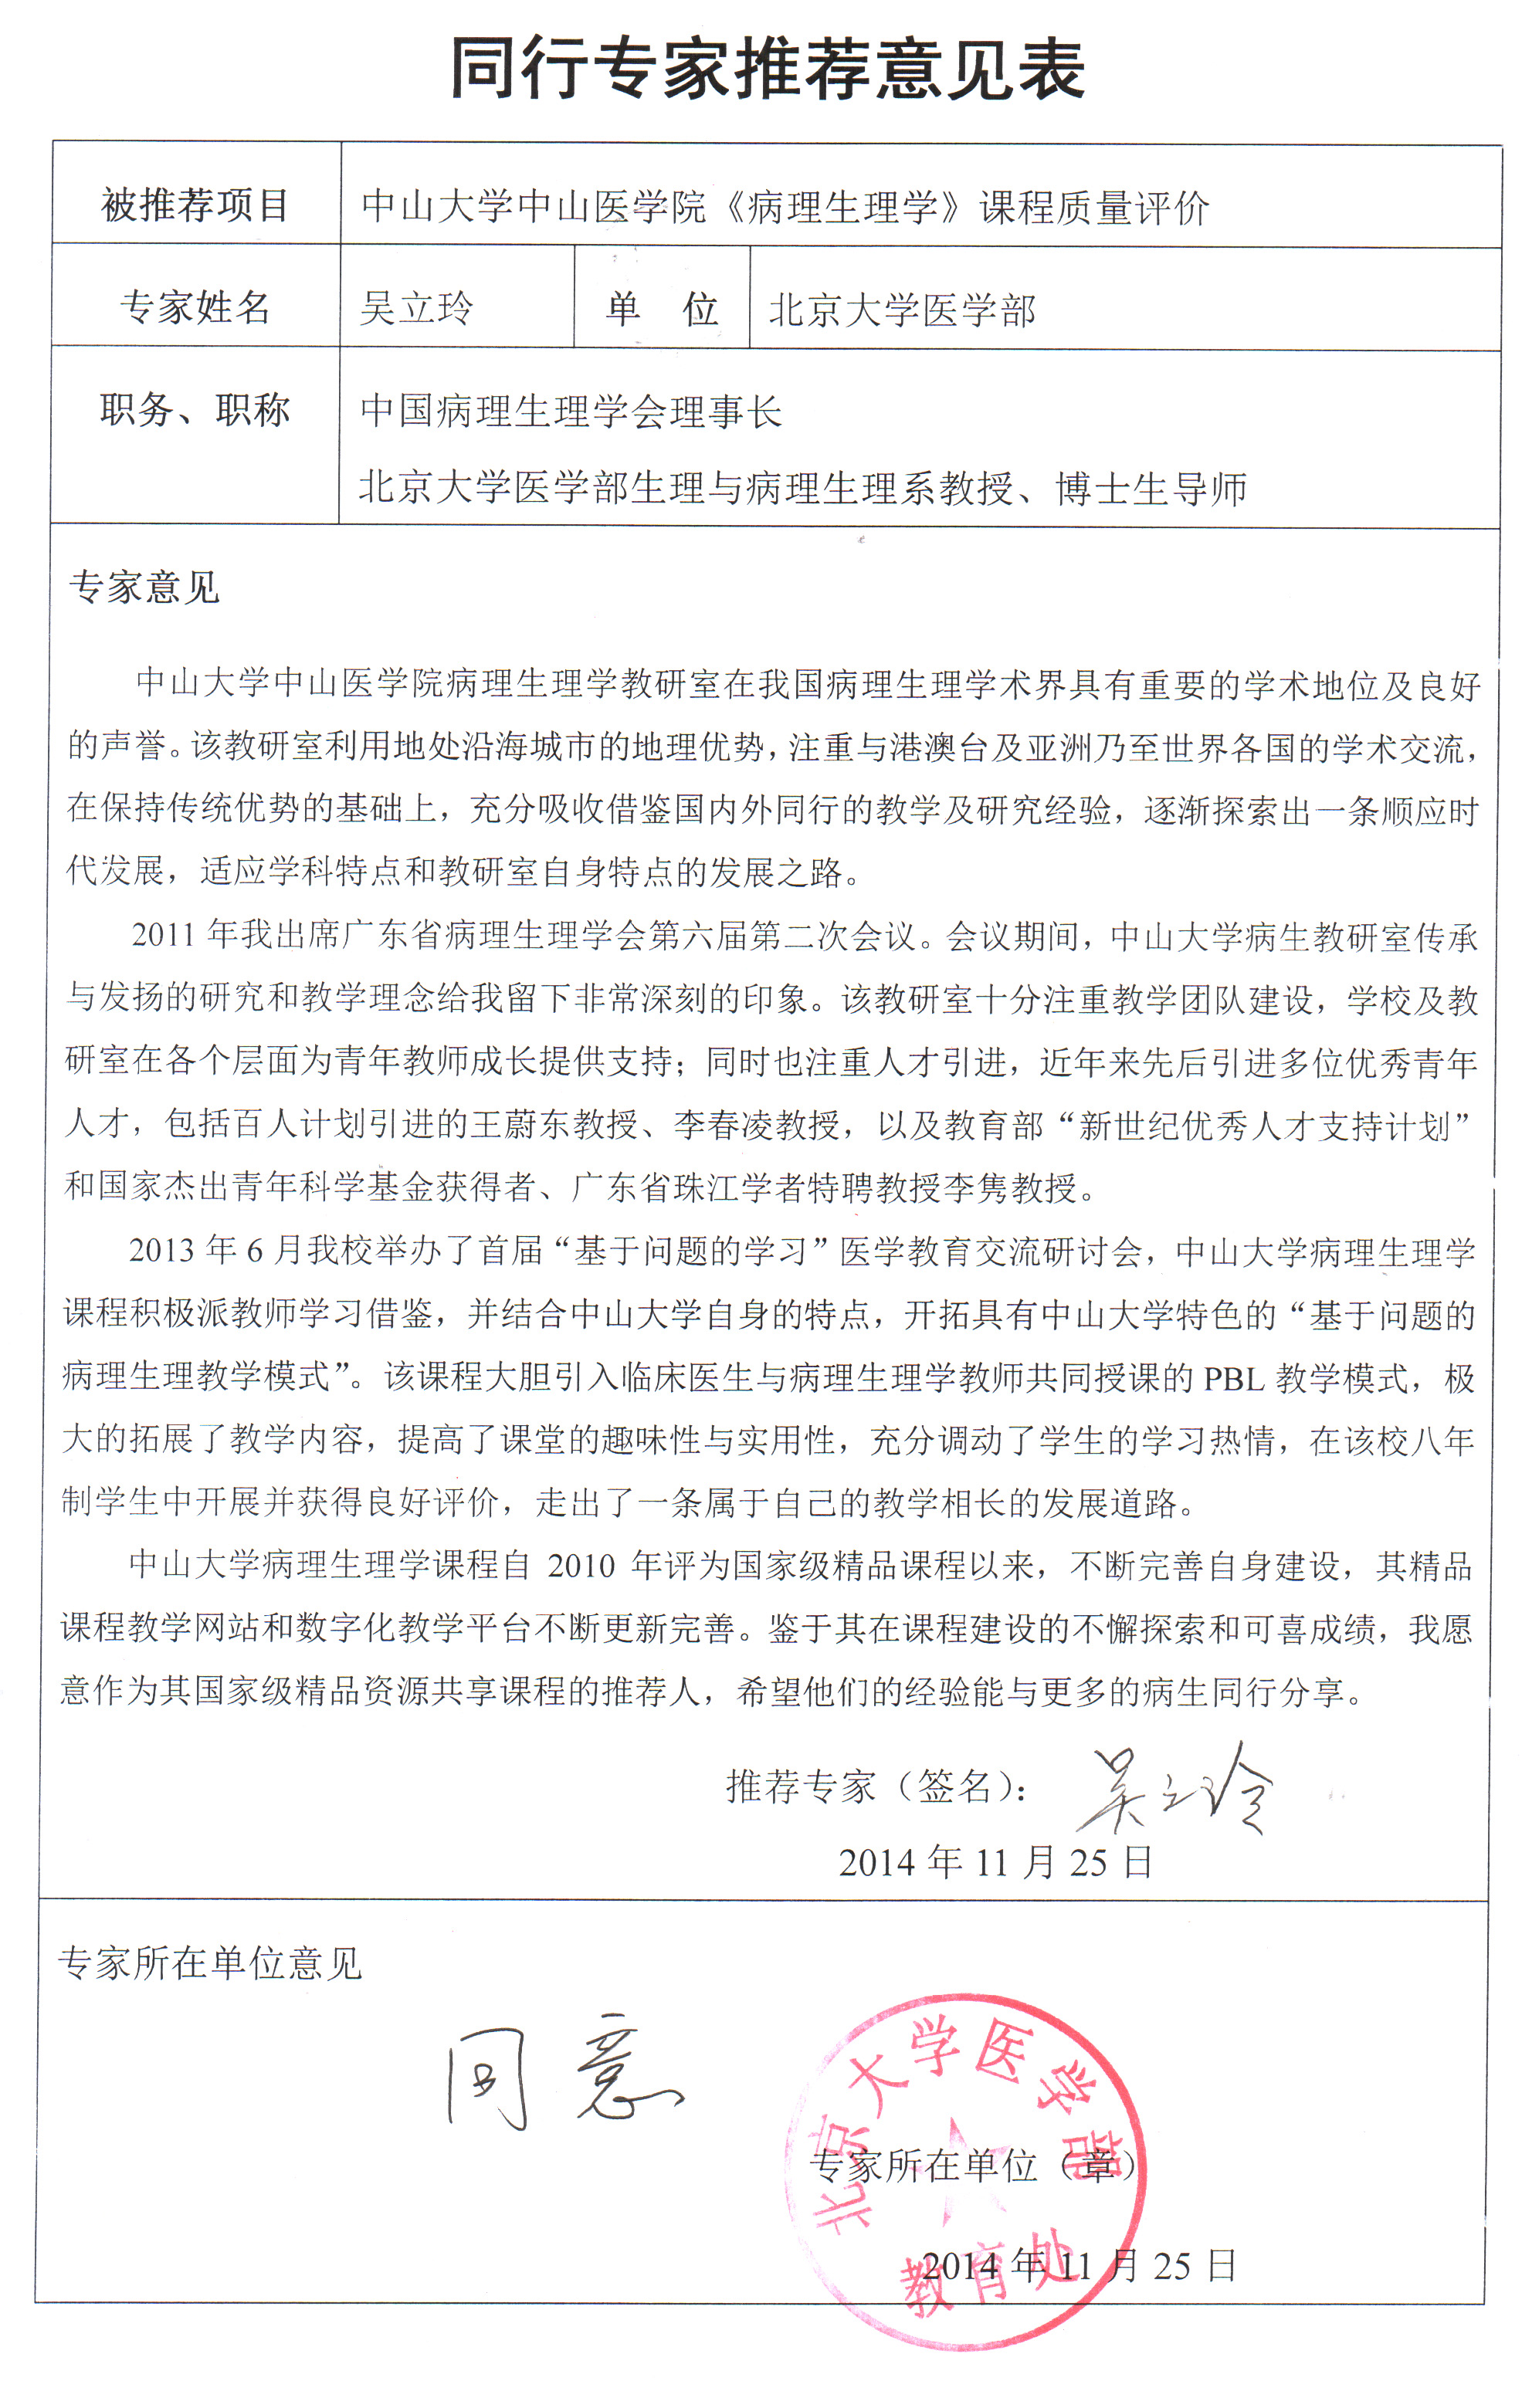 同行专家推荐意见表
被推荐项目 中山大学中山医学院《病理生理学》课程质量评价
专家姓名 吴立玲 单 位 北京大学医学部
职务、职称 中国病理生理学会理事长
北京大学医学部生理与病理生理系教授、博士生导师
专家意见
中山大学中山医学院病理生理学教研室在我国病理生理学术界具有重要的学术地位及良好
的声誉。该教研室利用地处沿海城市的地理优势，注重与港澳台及亚洲乃至世界各国的学术交流，
在保持传统优势的基础上，充分吸收借鉴国内外同行的教学及研究经验，逐渐探索出一条顺应时
代发展，适应学科特点和教研室自身特点的发展之路。
2011 年我出席广东省病理生理学会第六届第二次会议。会议期间，中山大学病生教研室传承
与发扬的研究和教学理念给我留下非常深刻的印象。该教研室十分注重教学团队建设，学校及教
研室在各个层面为青年教师成长提供支持；同时也注重人才引进，近年来先后引进多位优秀青年
人才，包括百人计划引进的王蔚东教授、李春凌教授，以及教育部“新世纪优秀人才支持计划”
和国家杰出青年科学基金获得者、广东省珠江学者特聘教授李隽教授。
2013 年 6 月我校举办了首届“基于问题的学习”医学教育交流研讨会，中山大学病理生理学
课程积极派教师学习借鉴，并结合中山大学自身的特点，开拓具有中山大学特色的“基于问题的
病理生理教学模式”。该课程大胆引入临床医生与病理生理学教师共同授课的 PBL 教学模式，极
大的拓展了教学内容，提高了课堂的趣味性与实用性，充分调动了学生的学习热情，在该校八年
制学生中开展并获得良好评价，走出了一条属于自己的教学相长的发展道路。
中山大学病理生理学课程自 2010 年评为国家级精品课程以来，不断完善自身建设，其精品
课程教学网站和数字化教学平台不断更新完善。鉴于其在课程建设的不懈探索和可喜成绩，我愿
意作为其国家级精品资源共享课程的推荐人，希望他们的经验能与更多的病生同行分享。
推荐专家（签名）： 吴立玲
2014 年 11 月 25 日
专家所在单位意见
同意
北京大学医学部
专家所在单位（章）
教育处
2014 年 11 月 25 日